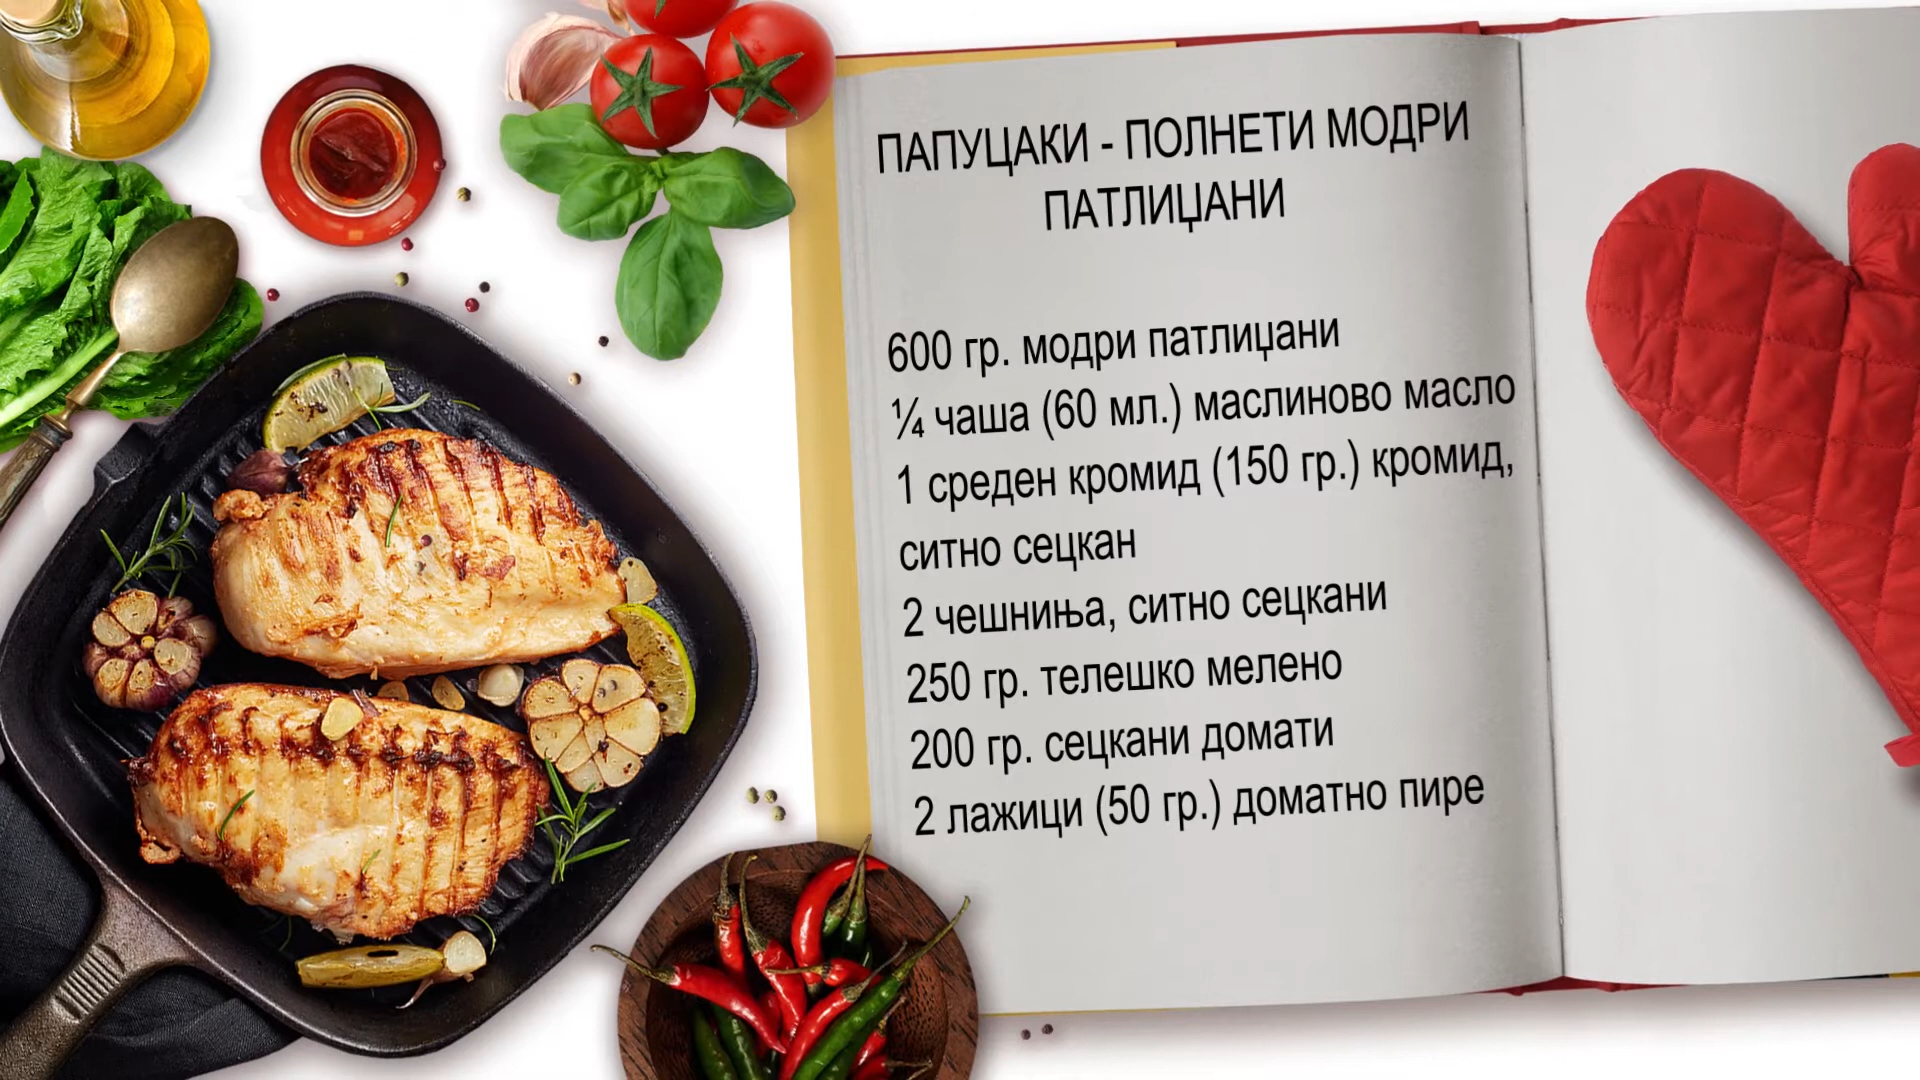 ПАПУЦАКИ - ПОЛНЕТИ МОДРИ
ПАТЛИЏАНИ
600 гр. модри патлиџани
¼ чаша (60 мл.) маслиново масло
1 среден кромид (150 гр.) кромид,
ситно сецкан
2 чешниња, ситно сецкани
250 гр. телешко мелено
200 гр. сецкани домати
2 лажици (50 гр.) доматно пире